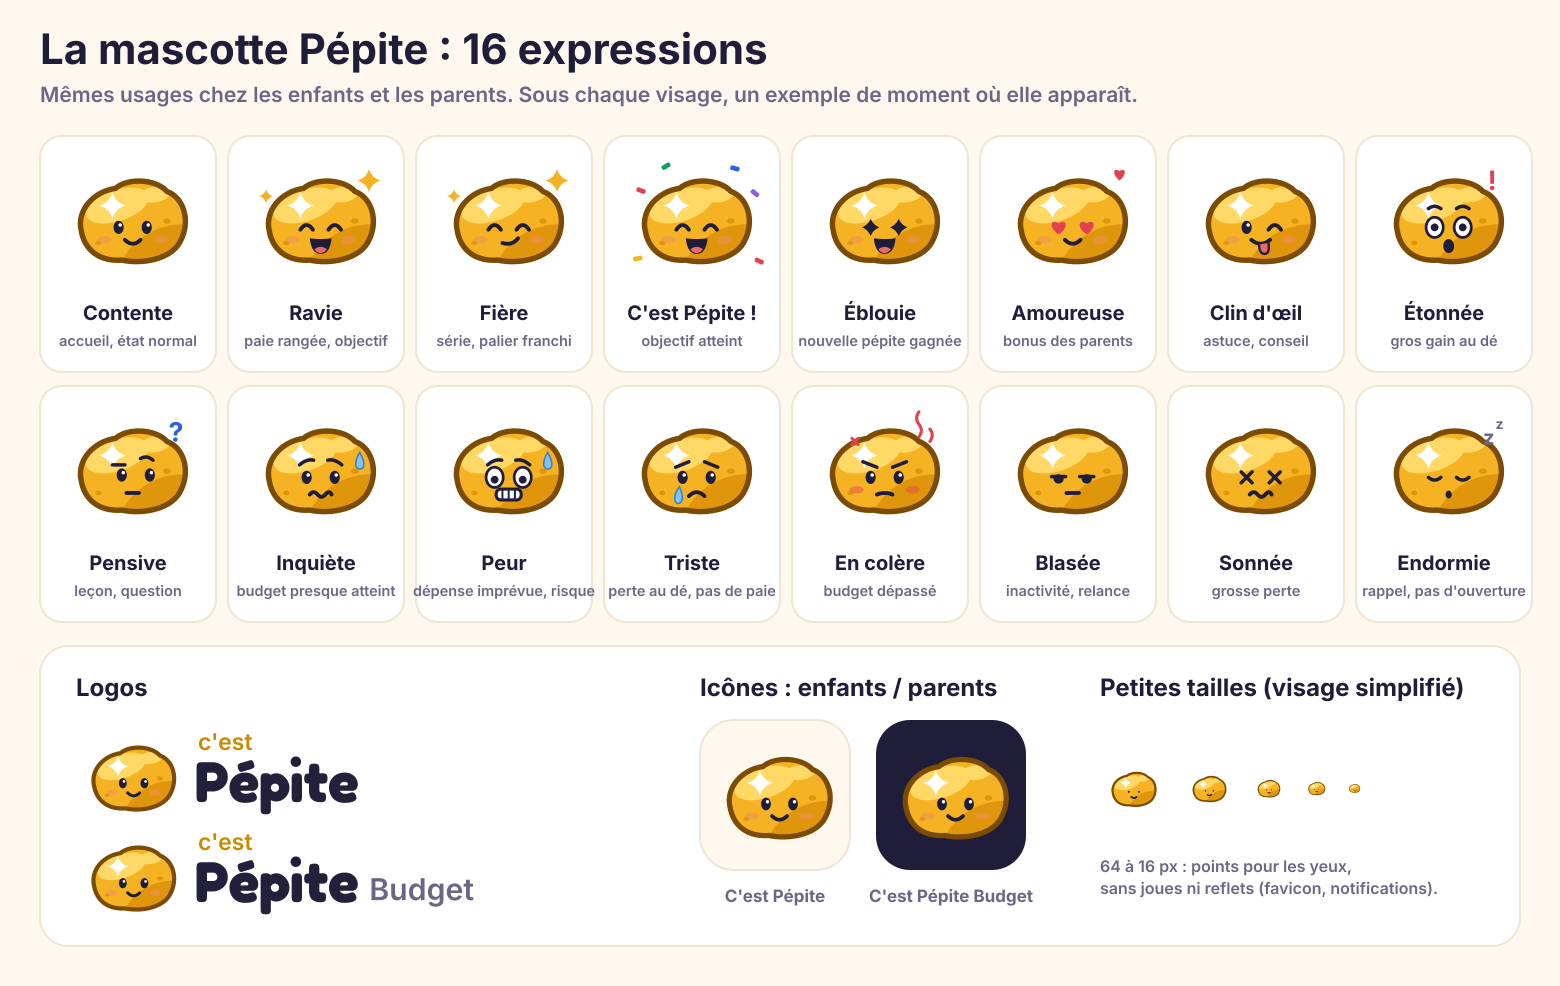 La mascotte Pépite : 16 expressions
Mêmes usages chez les enfants et les parents. Sous chaque visage, un exemple de moment où elle apparaît.
Contente
accueil, état normal
Ravie
paie rangée, objectif
Fière
série, palier franchi
C'est Pépite !
objectif atteint
Éblouie
nouvelle pépite gagnée
Amoureuse
bonus des parents
Clin d'œil
astuce, conseil
!
Étonnée
gros gain au dé
?
Pensive
leçon, question
Inquiète
budget presque atteint
Peur
dépense imprévue, risque
Triste
perte au dé, pas de paie
En colère
budget dépassé
Blasée
inactivité, relance
Sonnée
grosse perte
z
z
Endormie
rappel, pas d'ouverture
Logos
c'est
Pépite
c'est
Pépite Budget
Icônes : enfants / parents
C'est Pépite
C'est Pépite Budget
Petites tailles (visage simplifié)
64 à 16 px : points pour les yeux,
sans joues ni reflets (favicon, notifications).